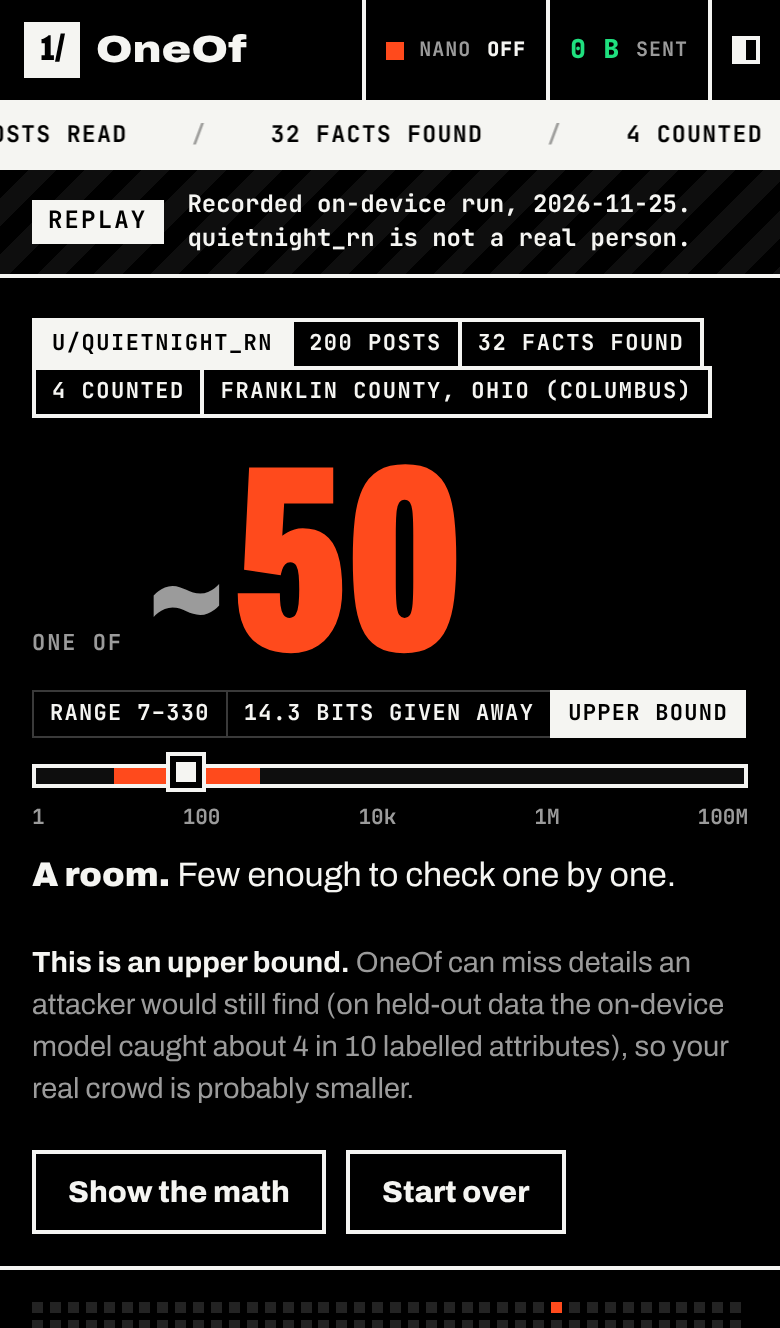 1/ OneOf
NANO OFF
0 B SENT
OSTS READ / 32 FACTS FOUND / 4 COUNTED
REPLAY
Recorded on-device run, 2026-11-25.
quietnight_rn is not a real person.
U/QUIETNIGHT_RN 200 POSTS 32 FACTS FOUND
4 COUNTED FRANKLIN COUNTY, OHIO (COLUMBUS)
ONE OF ~50
RANGE 7–330 14.3 BITS GIVEN AWAY UPPER BOUND
1 100 10k 1M 100M
A room. Few enough to check one by one.
This is an upper bound. OneOf can miss details an
attacker would still find (on held-out data the on-device
model caught about 4 in 10 labelled attributes), so your
real crowd is probably smaller.
Show the math
Start over